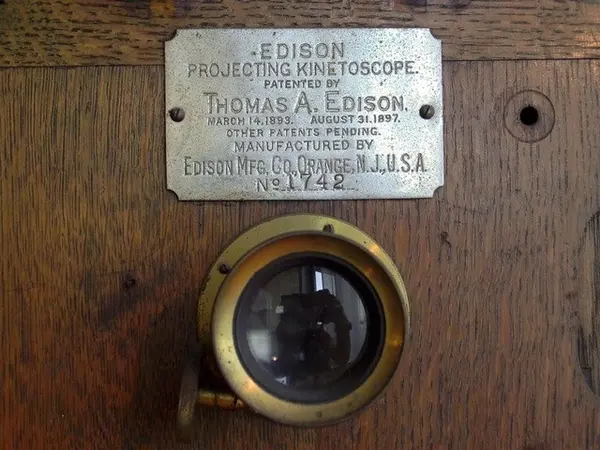 EDISON
PROJECTING KINETOSCOPE.
PATENTED BY
THOMAS A. EDISON.
MARCH 14.1893. AUGUST 31.1897.
OTHER PATENTS PENDING.
MANUFACTURED BY
EDISON MFG. CO. ORANGE, N.J., U.S.A.
No 1742